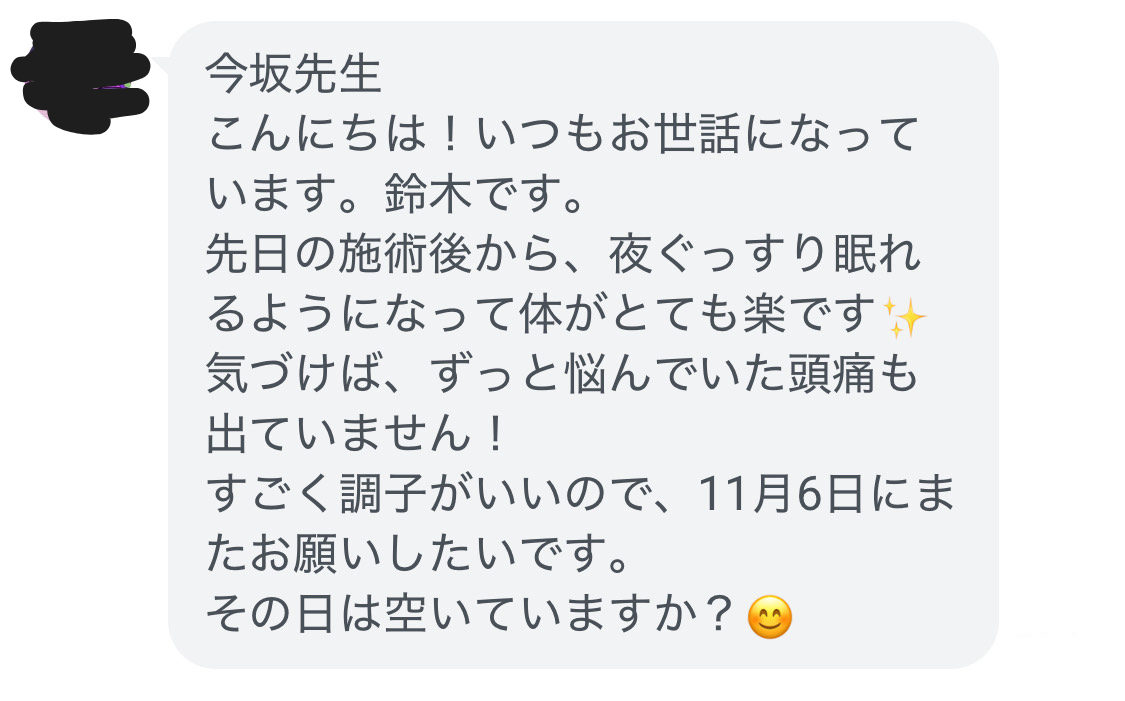 今坂先生
こんにちは！いつもお世話になって
います。鈴木です。
先日の施術後から、夜ぐっすり眠れ
るようになって体がとても楽です✨
気づけば、ずっと悩んでいた頭痛も
出ていません！
すごく調子がいいので、11月6日にま
たお願いしたいです。
その日は空いていますか？😊